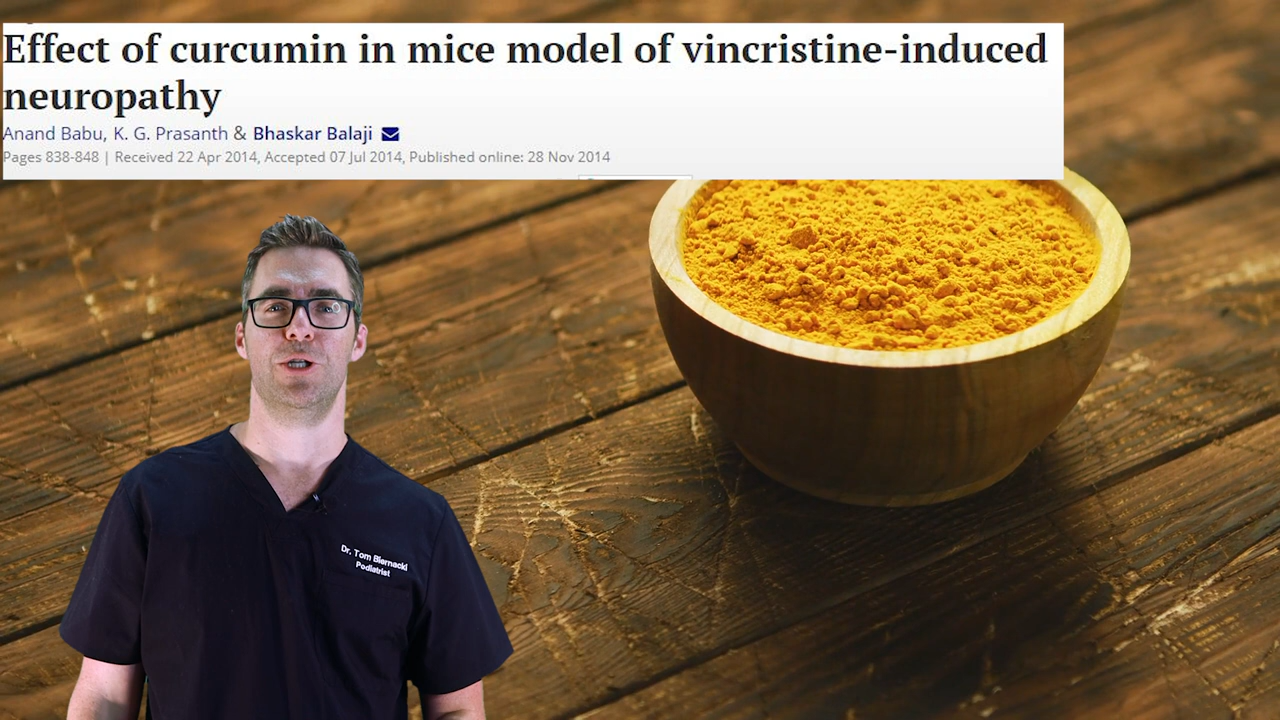 Effect of curcumin in mice model of vincristine-induced
neuropathy
Anand Babu, K. G. Prasanth & Bhaskar Balaji
Pages 838-848 | Received 22 Apr 2014, Accepted 07 Jul 2014, Published online: 28 Nov 2014
Dr. Tom Biernacki
Podiatrist